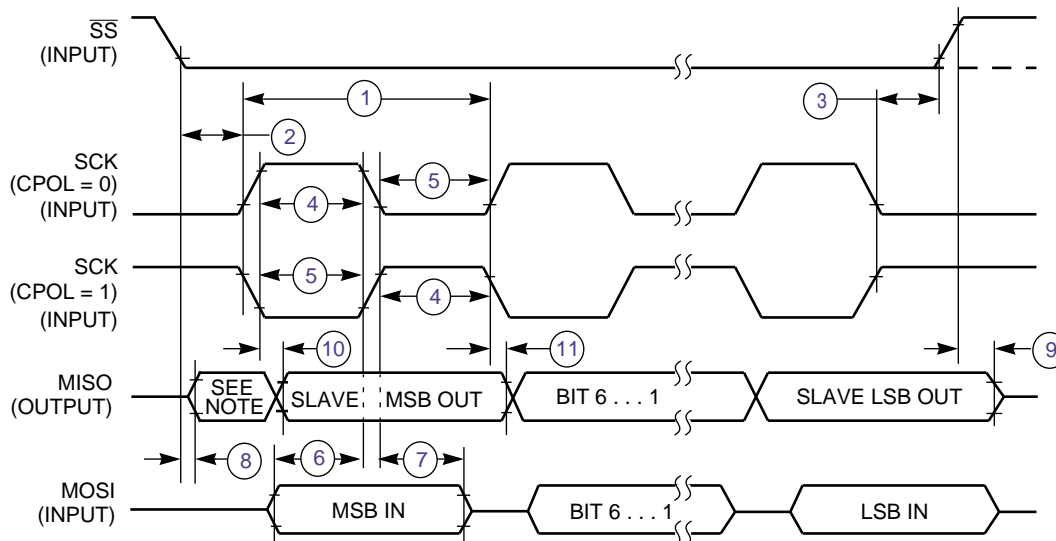 SS
(INPUT)
1
3
2
SCK
(CPOL = 0)
(INPUT)
4
5
SCK
(CPOL = 1)
(INPUT)
5
4
10
11
9
MISO
(OUTPUT)
SEE
NOTE
SLAVE MSB OUT
BIT 6 . . . 1
SLAVE LSB OUT
8
6
7
MOSI
(INPUT)
MSB IN
BIT 6 . . . 1
LSB IN